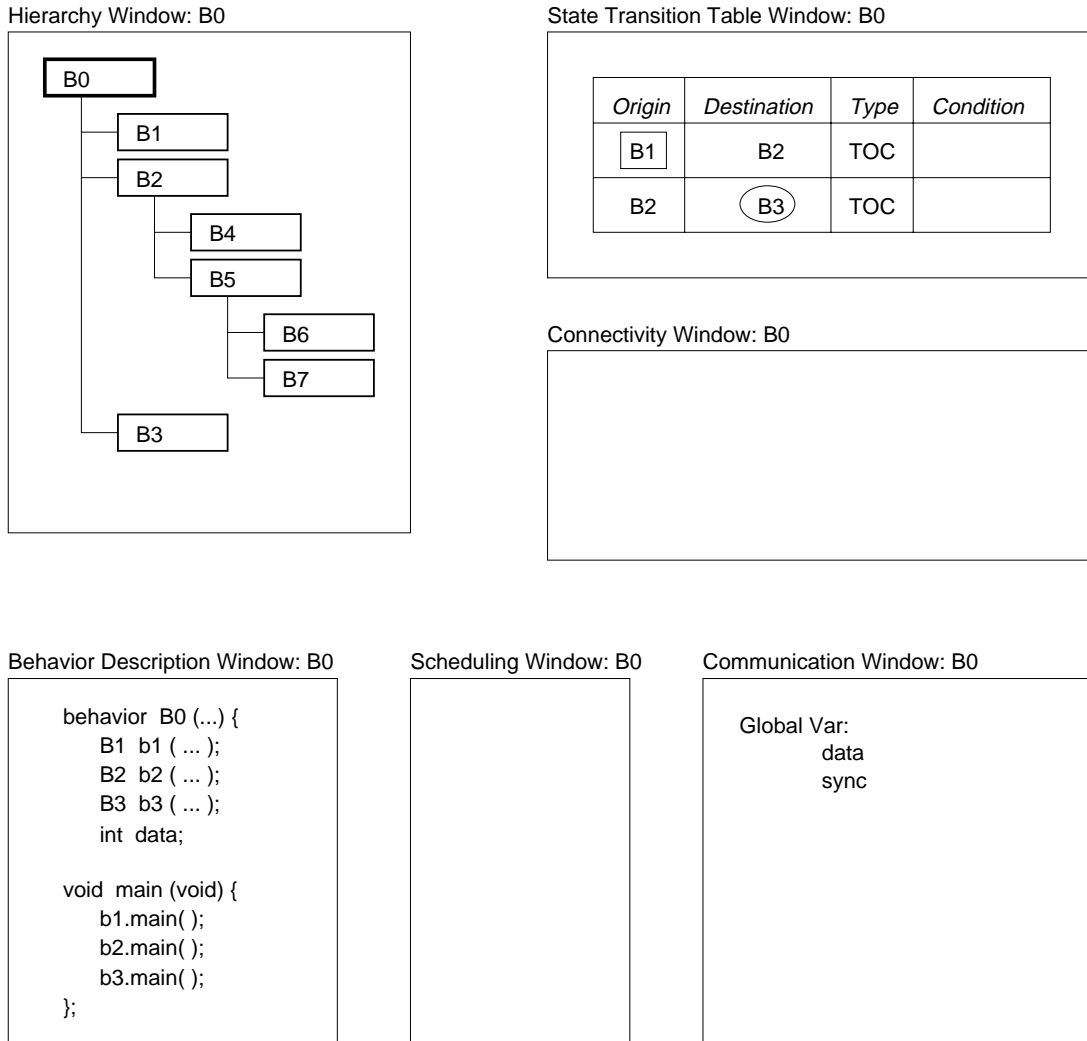 Hierarchy Window: B0
B0
B1
B2
B4
B5
B6
B7
B3
State Transition Table Window: B0
Origin Destination Type Condition
B1 B2 TOC
B2 B3 TOC
Connectivity Window: B0
Behavior Description Window: B0
behavior B0 (...) {
B1 b1 ( ... );
B2 b2 ( ... );
B3 b3 ( ... );
int data;
void main (void) {
b1.main( );
b2.main( );
b3.main( );
};
Scheduling Window: B0
Communication Window: B0
Global Var:
data
sync